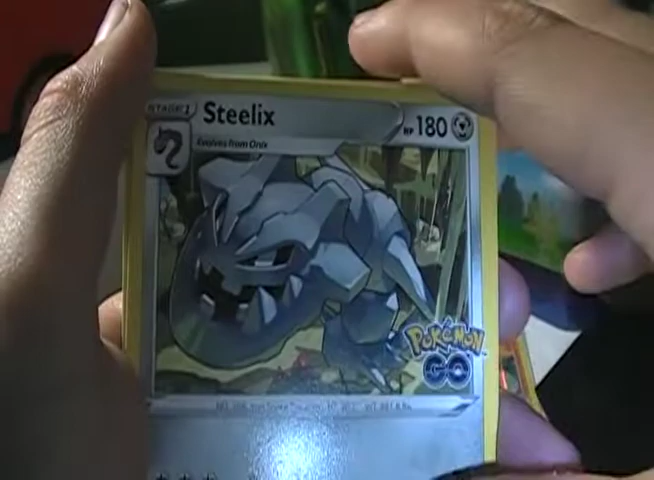 STAGE 1
Steelix
HP 180
Evolves from Onix
POKÉMON
GO